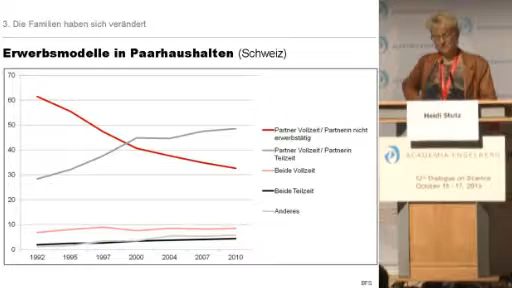 3. Die Familien haben sich verändert
Erwerbsmodelle in Paarhaushalten (Schweiz)
70
60
50
40
30
20
10
0
1992
1995
1997
2000
2004
2007
2010
Partner Vollzeit / Partnerin nicht
erwerbstätig
Partner Vollzeit / Partnerin
Teilzeit
Beide Vollzeit
Beide Teilzeit
Anderes
BFS
Heidi Stutz
ACADEMIA ENGELBERG
12th Dialogue on Science
October 2013